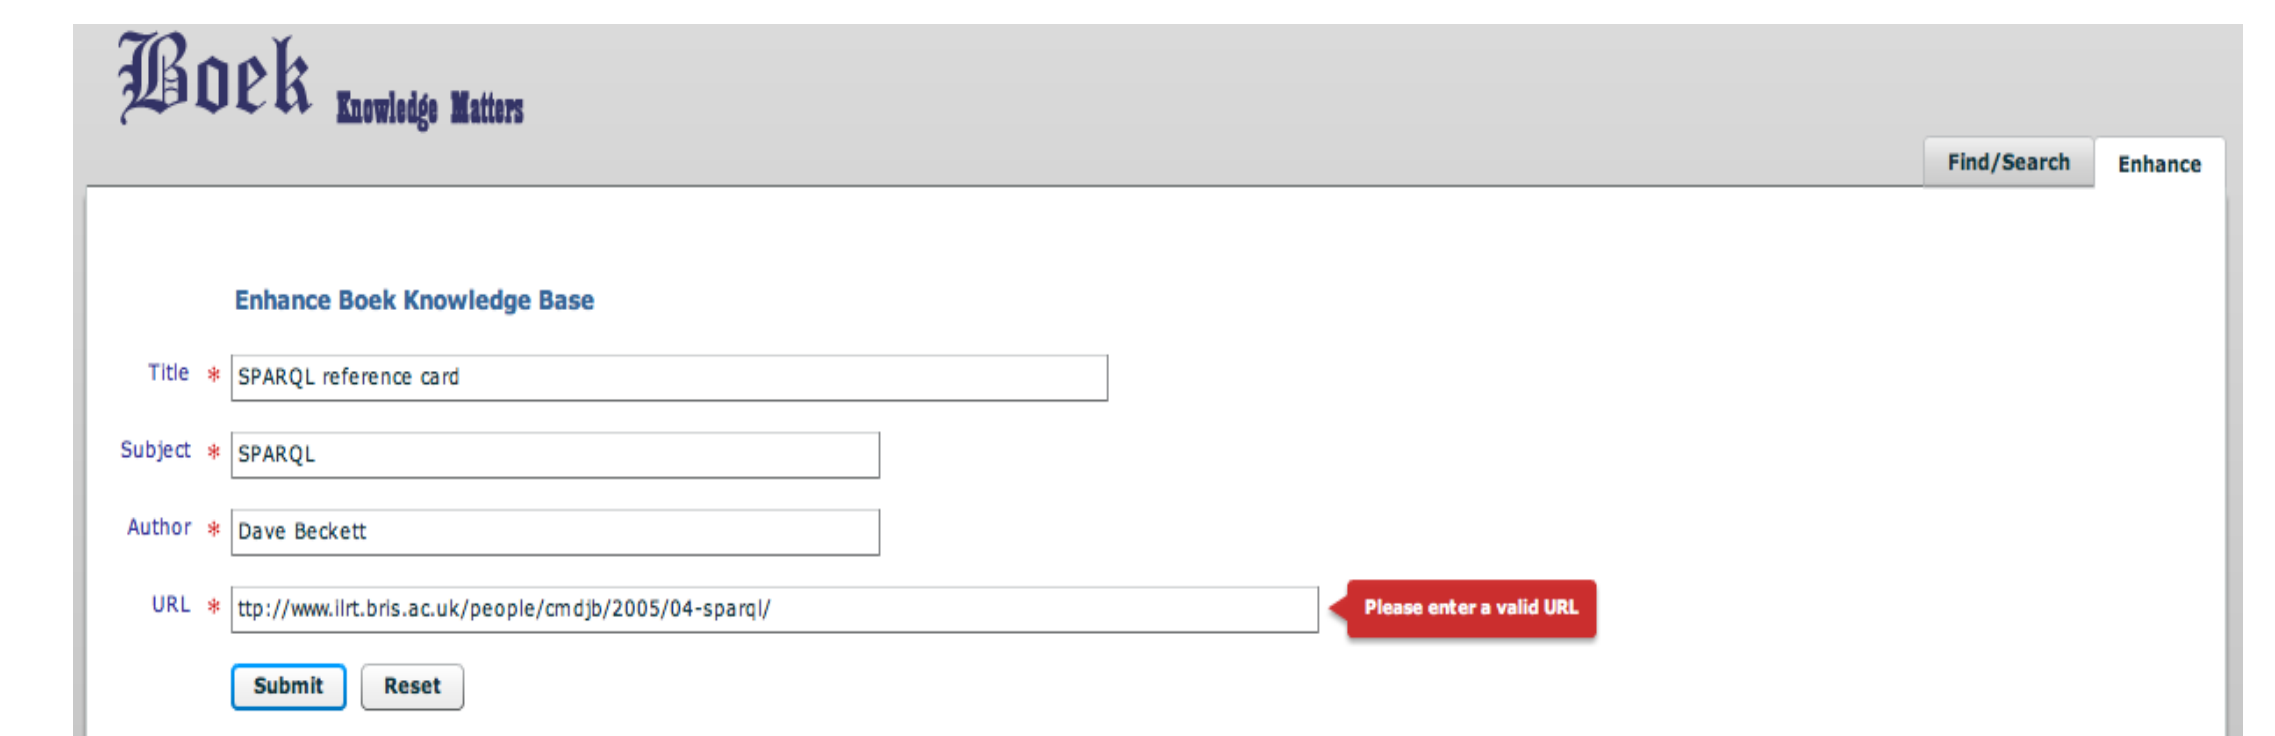 Boek Knowledge Matters
Find/Search Enhance
Enhance Boek Knowledge Base
Title * SPARQL reference card
Subject * SPARQL
Author * Dave Beckett
URL * ttp://www.ilrt.bris.ac.uk/people/cmdjb/2005/04-sparql/ Please enter a valid URL
Submit Reset